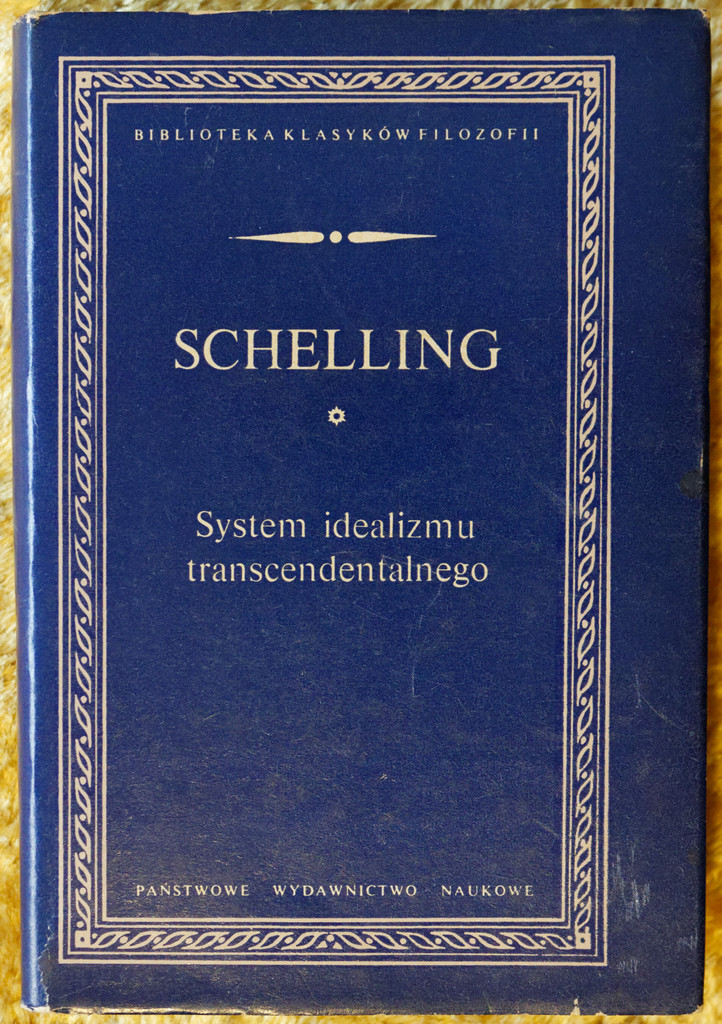 BIBLIOTEKA KLASYKÓW FILOZOFII
SCHELLING
System idealizmu
transcendentalnego
PAŃSTWOWE WYDAWNICTWO NAUKOWE